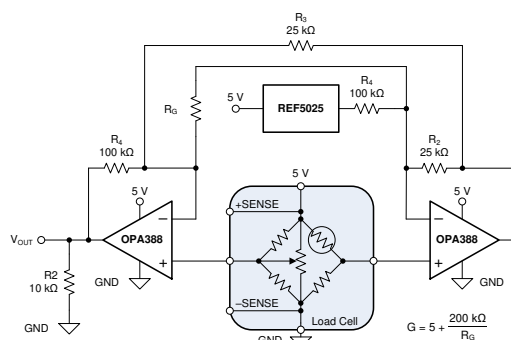 R3
25 kΩ
R4
100 kΩ
5 V
REF5025
RG
R4
100 kΩ
R2
25 kΩ
5 V
5 V
5 V
+SENSE
VOUT
OPA388
OPA388
R2
10 kΩ
GND
GND
–SENSE
Load Cell
GND
GND
G = 5 + 200 kΩ / RG